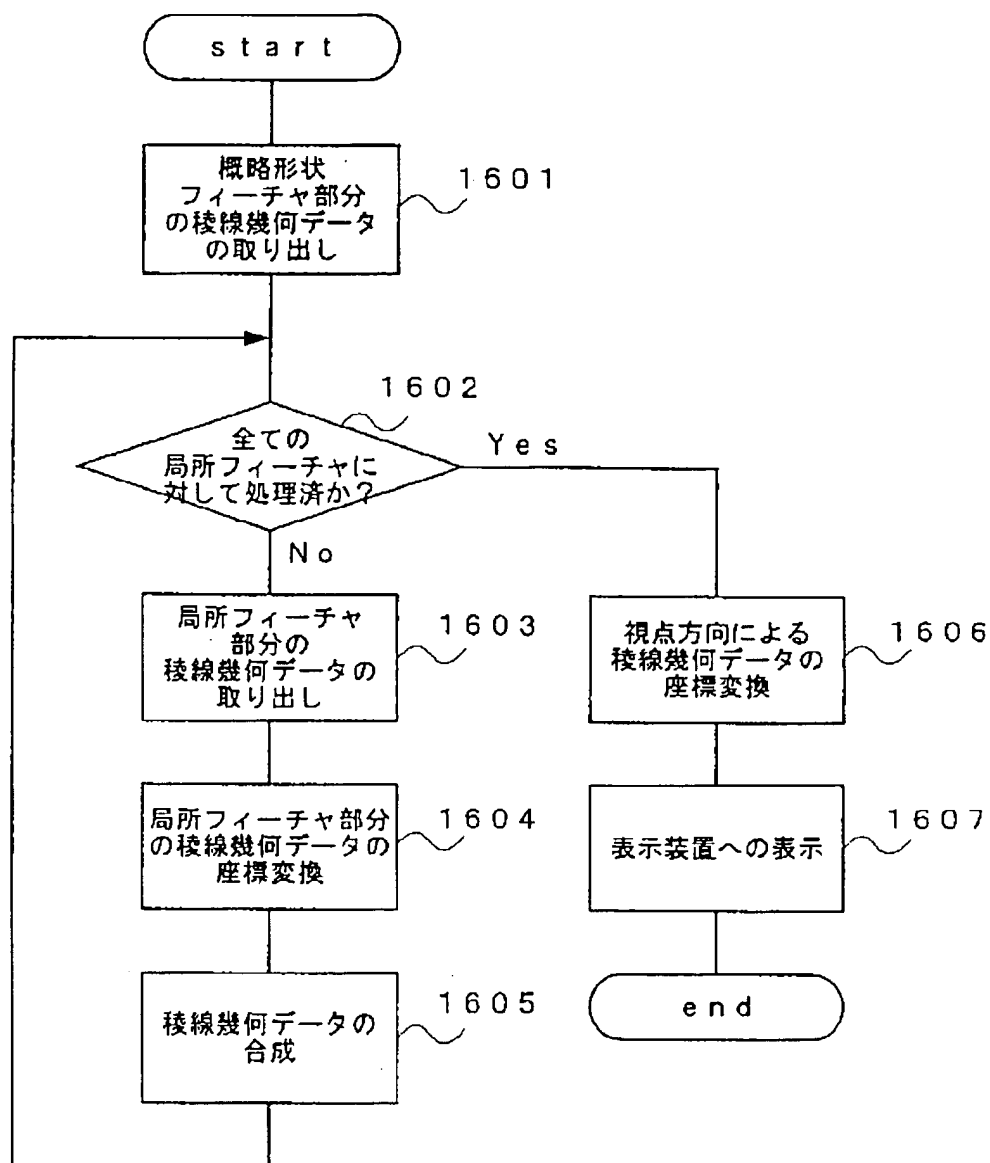 start
概略形状
フィーチャ部分
の稜線幾何データ
の取り出し
1601
1602
全ての
局所フィーチャに
対して処理済か?
Yes
No
局所フィーチャ
部分の
稜線幾何データの
取り出し
1603
局所フィーチャ部分
の稜線幾何データの
座標変換
1604
稜線幾何データの
合成
1605
視点方向による
稜線幾何データの
座標変換
1606
表示装置への表示
1607
end